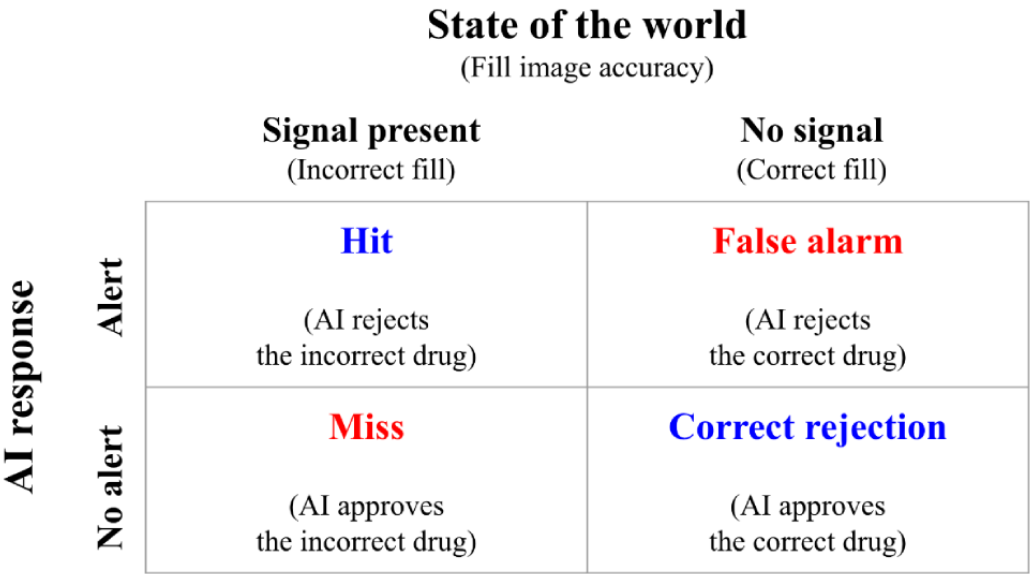 State of the world
(Fill image accuracy)
Signal present
(Incorrect fill)
No signal
(Correct fill)
AI response
Alert
Hit
(AI rejects
the incorrect drug)
False alarm
(AI rejects
the correct drug)
No alert
Miss
(AI approves
the incorrect drug)
Correct rejection
(AI approves
the correct drug)